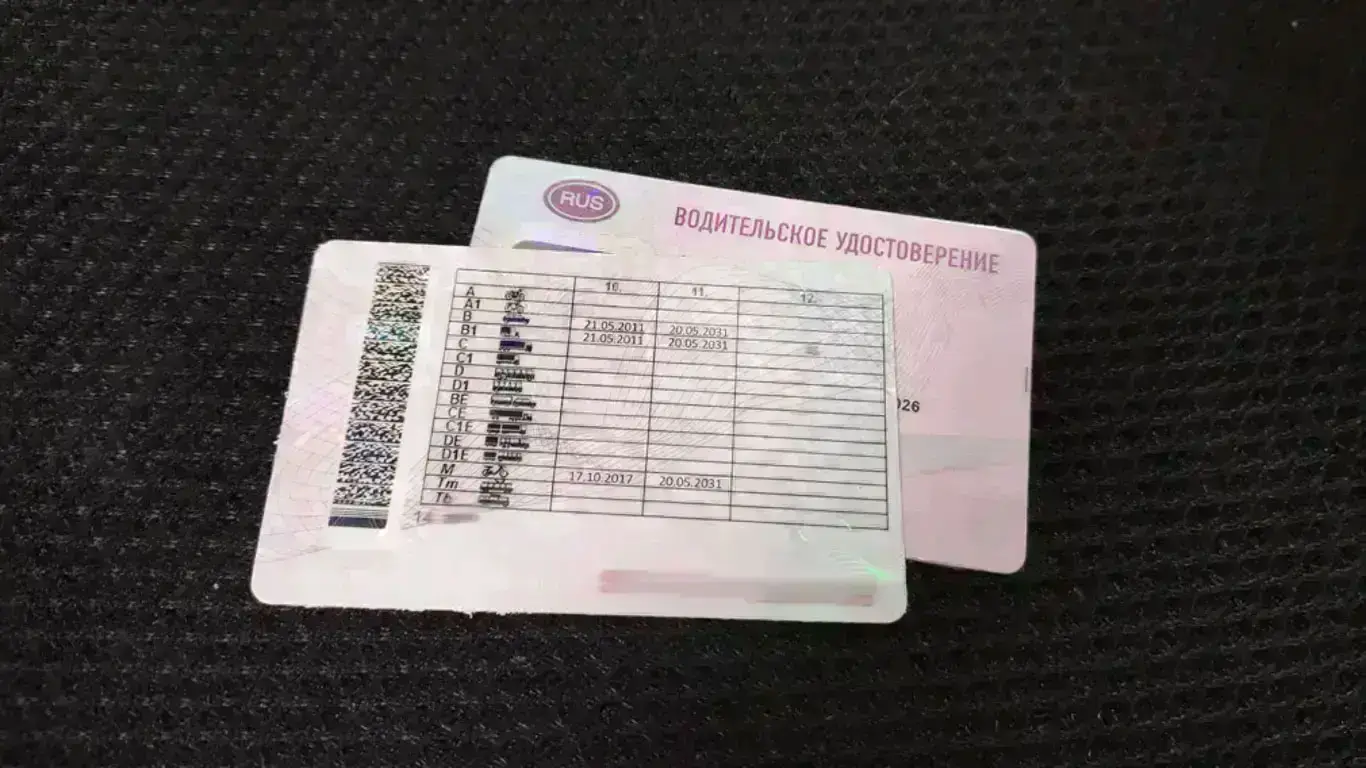 RUS
ВОДИТЕЛЬСКОЕ УДОСТОВЕРЕНИЕ
10. 11. 12.
A
A1
B 21.05.2011 20.05.2031
B1 21.05.2011 20.05.2031
C
C1
D
D1
BE
CE
C1E
DE
D1E
M 17.10.2017 20.05.2031
Tm
Tb
26